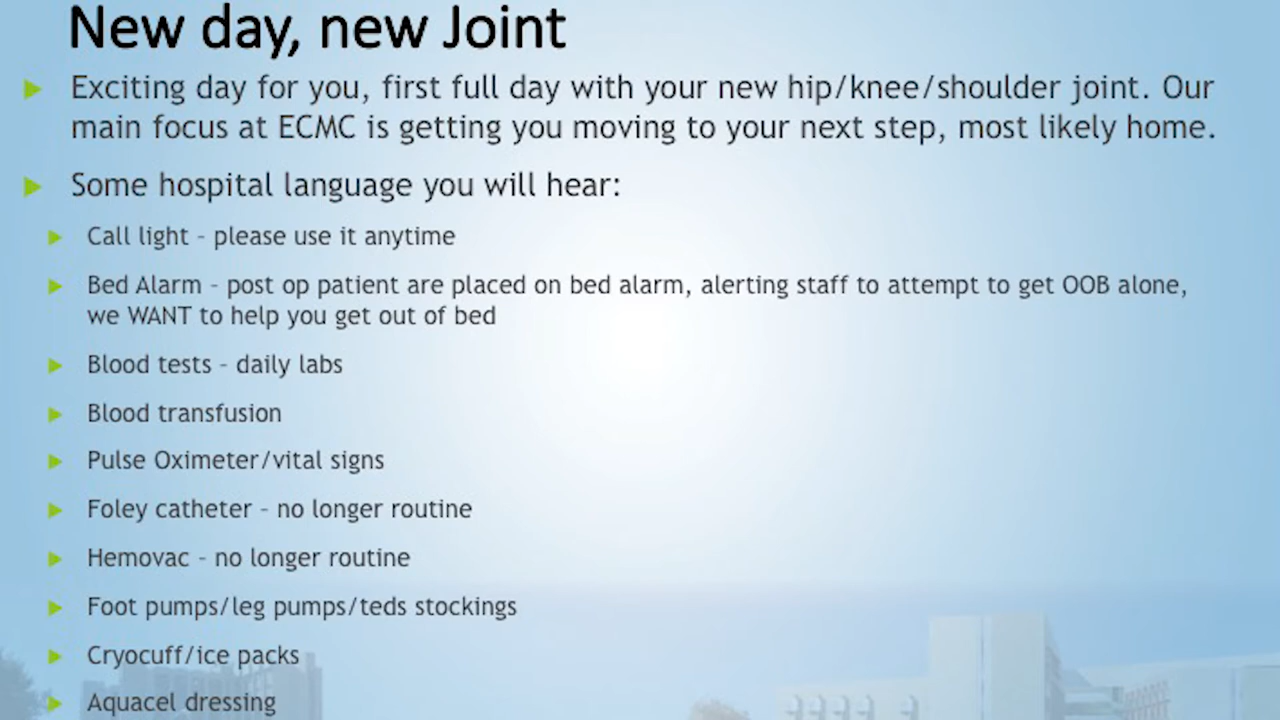 New day, new Joint
Exciting day for you, first full day with your new hip/knee/shoulder joint. Our
main focus at ECMC is getting you moving to your next step, most likely home.
Some hospital language you will hear:
Call light – please use it anytime
Bed Alarm – post op patient are placed on bed alarm, alerting staff to attempt to get OOB alone,
we WANT to help you get out of bed
Blood tests – daily labs
Blood transfusion
Pulse Oximeter/vital signs
Foley catheter – no longer routine
Hemovac – no longer routine
Foot pumps/leg pumps/teds stockings
Cryocuff/ice packs
Aquacel dressing